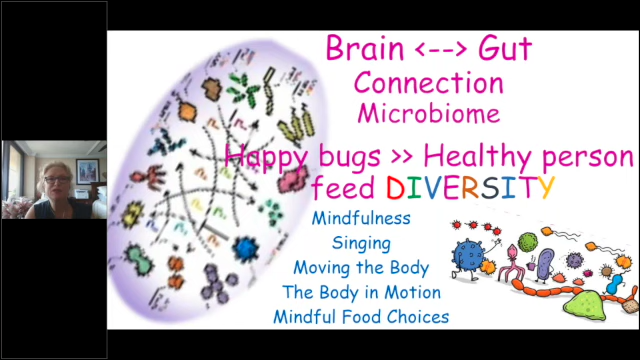 Brain <--> Gut
Connection
Microbiome
Happy bugs >> Healthy person
feed DIVERSITY
Mindfulness
Singing
Moving the Body
The Body in Motion
Mindful Food Choices